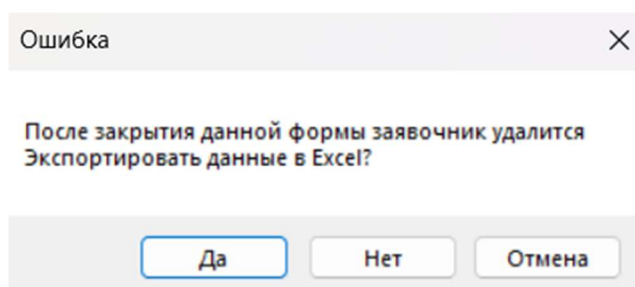 Ошибка
После закрытия данной формы заявочник удалится
Экспортировать данные в Excel?
Да Нет Отмена